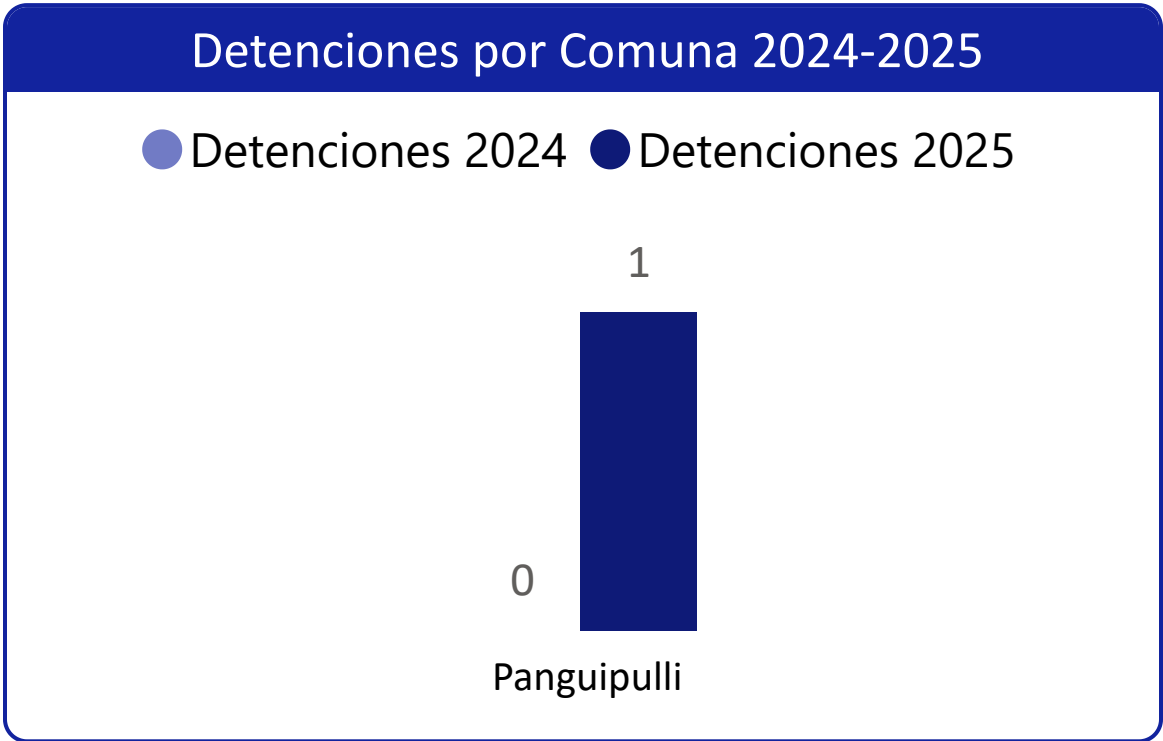 Detenciones por Comuna 2024-2025
Detenciones 2024 Detenciones 2025
1
0
Panguipulli